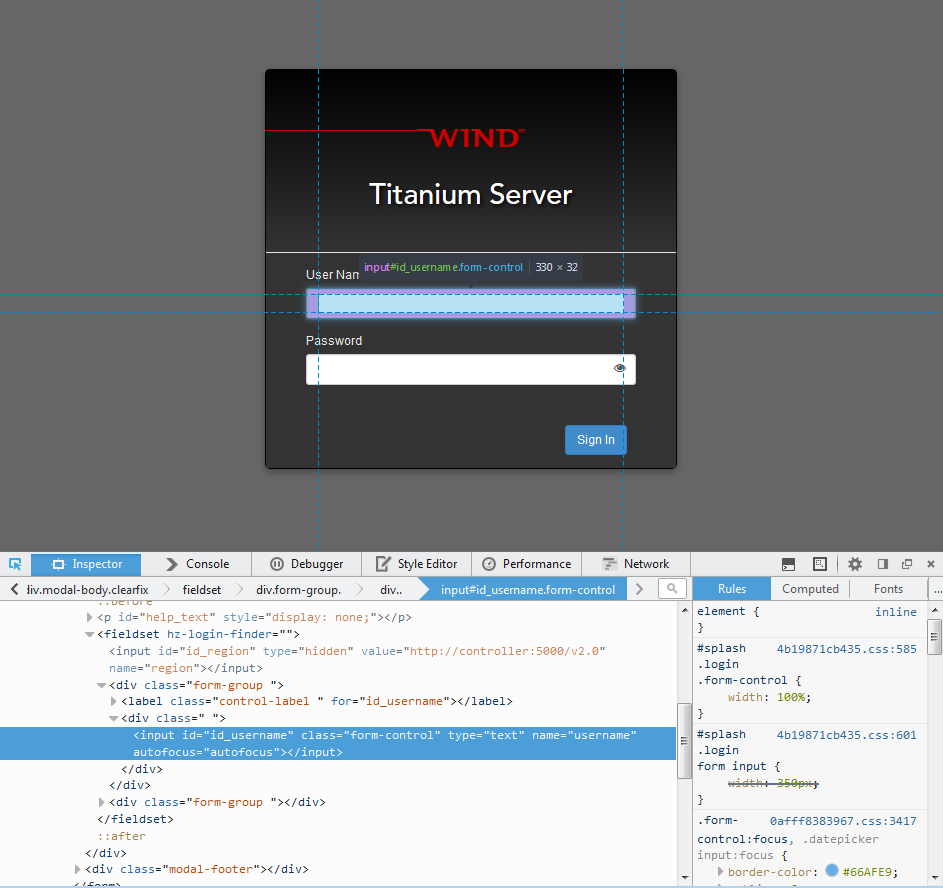 WIND™
Titanium Server
User Nam
input#id_username.form-control | 330 × 32
Password
Sign In
Inspector Console Debugger Style Editor Performance Network
liv.modal-body.clearfix fieldset div.form-group. div.. input#id_username.form-control
Rules Computed Fonts ...
::before
<p id="help_text" style="display: none;"></p>
<fieldset hz-login-finder="">
<input id="id_region" type="hidden" value="http://controller:5000/v2.0"
name="region"></input>
<div class="form-group ">
<label class="control-label " for="id_username"></label>
<div class=" ">
<input id="id_username" class="form-control" type="text" name="username"
autofocus="autofocus"></input>
</div>
</div>
<div class="form-group "></div>
</fieldset>
::after
</div>
<div class="modal-footer"></div>
</form>
element { inline
}
#splash 4b19871cb435.css:585
.login
.form-control {
width: 100%;
}
#splash 4b19871cb435.css:601
.login
form input {
width: 350px;
}
.form- 0afff8383967.css:3417
control:focus, .datepicker
input:focus {
border-color: #66AFE9;